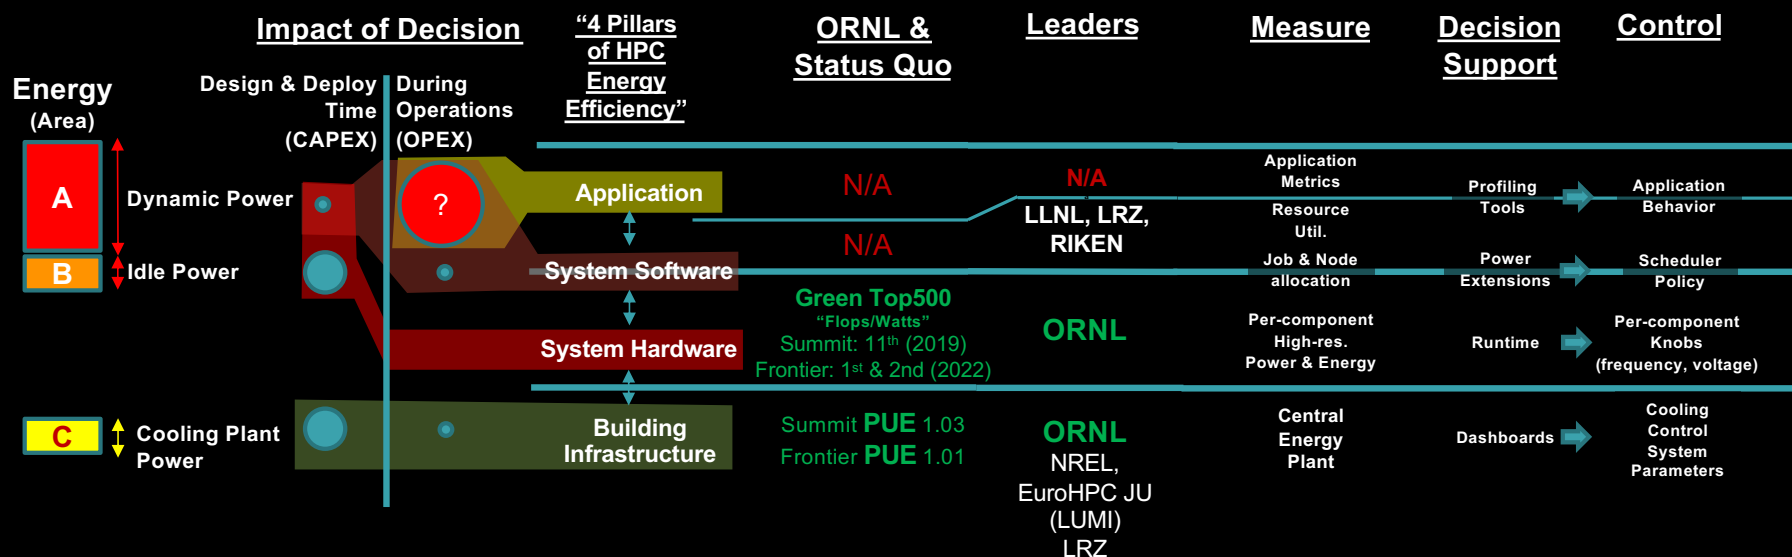 Impact of Decision
“4 Pillars
of HPC
Energy
Efficiency”
ORNL &
Status Quo
Leaders
Measure
Decision
Support
Control
Energy
(Area)
Design & Deploy
Time
(CAPEX)
During
Operations
(OPEX)
A
Dynamic Power
?
Application
N/A
N/A
Application
Metrics
Profiling
Tools
Application
Behavior
N/A
LLNL, LRZ,
RIKEN
Resource
Util.
B
Idle Power
System Software
Job & Node
allocation
Power
Extensions
Scheduler
Policy
System Hardware
Green Top500
“Flops/Watts”
Summit: 11th (2019)
Frontier: 1st & 2nd (2022)
ORNL
Per-component
High-res.
Power & Energy
Runtime
Per-component
Knobs
(frequency, voltage)
C
Cooling Plant
Power
Building
Infrastructure
Summit PUE 1.03
Frontier PUE 1.01
ORNL
NREL,
EuroHPC JU
(LUMI)
LRZ
Central
Energy
Plant
Dashboards
Cooling
Control
System
Parameters